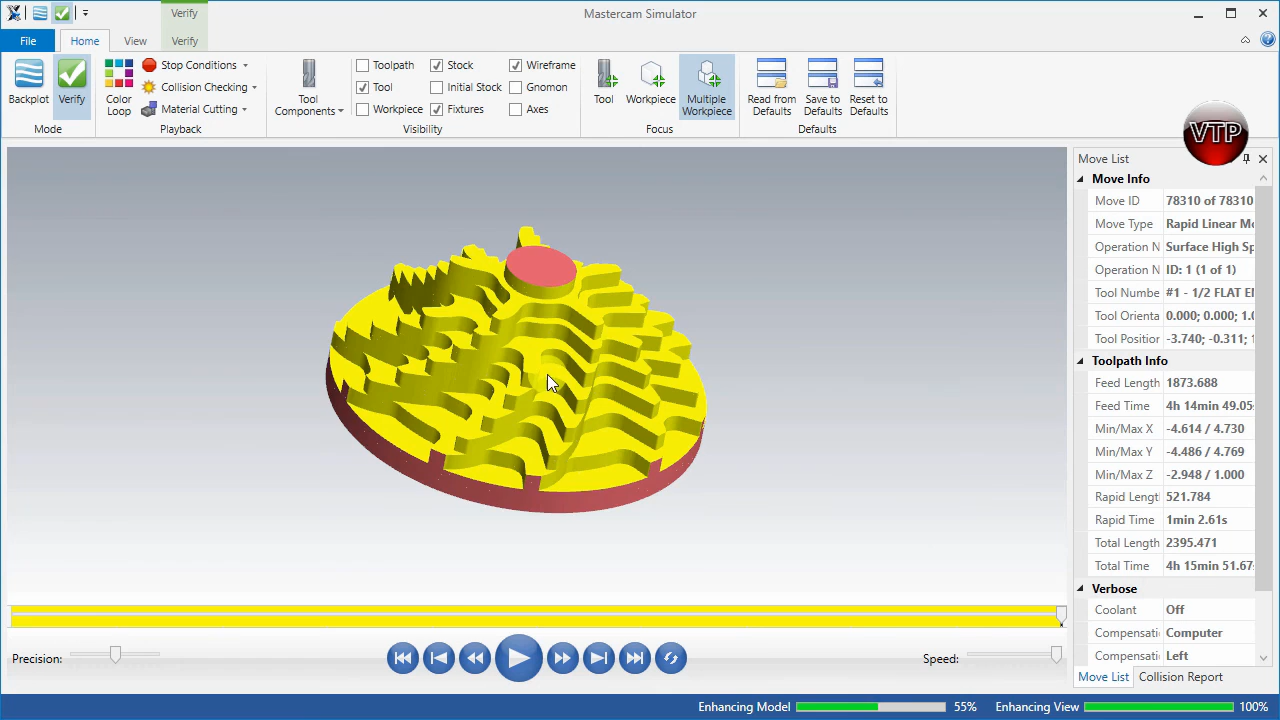 Verify
Mastercam Simulator
File
Home
View
Verify
Backplot
Verify
Mode
Color
Loop
Stop Conditions
Collision Checking
Material Cutting
Playback
Tool
Components
Toolpath
Tool
Workpiece
Stock
Initial Stock
Fixtures
Wireframe
Gnomon
Axes
Visibility
Tool
Workpiece
Multiple
Workpiece
Focus
Read from
Defaults
Save to
Defaults
Reset to
Defaults
Defaults
VTP
Move List
Move Info
Move ID 78310 of 78310
Move Type Rapid Linear Mo
Operation N Surface High Sp
Operation N ID: 1 (1 of 1)
Tool Numbe #1 - 1/2 FLAT EN
Tool Orienta 0.000; 0.000; 1.0
Tool Position -3.740; -0.311; 1
Toolpath Info
Feed Length 1873.688
Feed Time 4h 14min 49.05
Min/Max X -4.614 / 4.730
Min/Max Y -4.486 / 4.769
Min/Max Z -2.948 / 1.000
Rapid Length 521.784
Rapid Time 1min 2.61s
Total Length 2395.471
Total Time 4h 15min 51.67
Verbose
Coolant Off
Compensati Computer
Compensati Left
Precision:
Speed:
Move List
Collision Report
Enhancing Model 55%
Enhancing View 100%